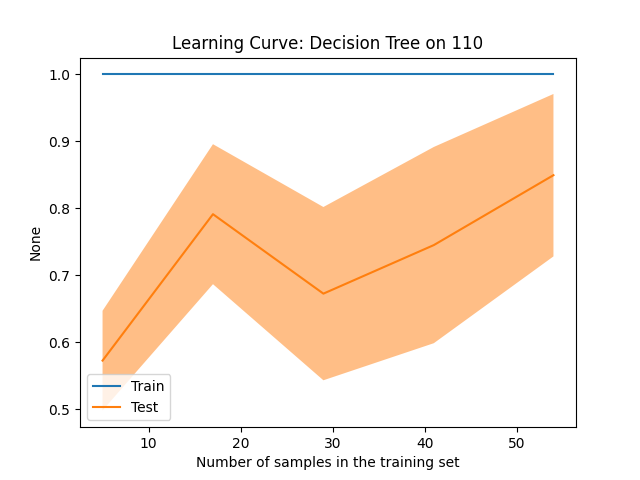 Learning Curve: Decision Tree on 110
1.0
0.9
0.8
0.7
0.6
0.5
None
Train
Test
10
20
30
40
50
Number of samples in the training set